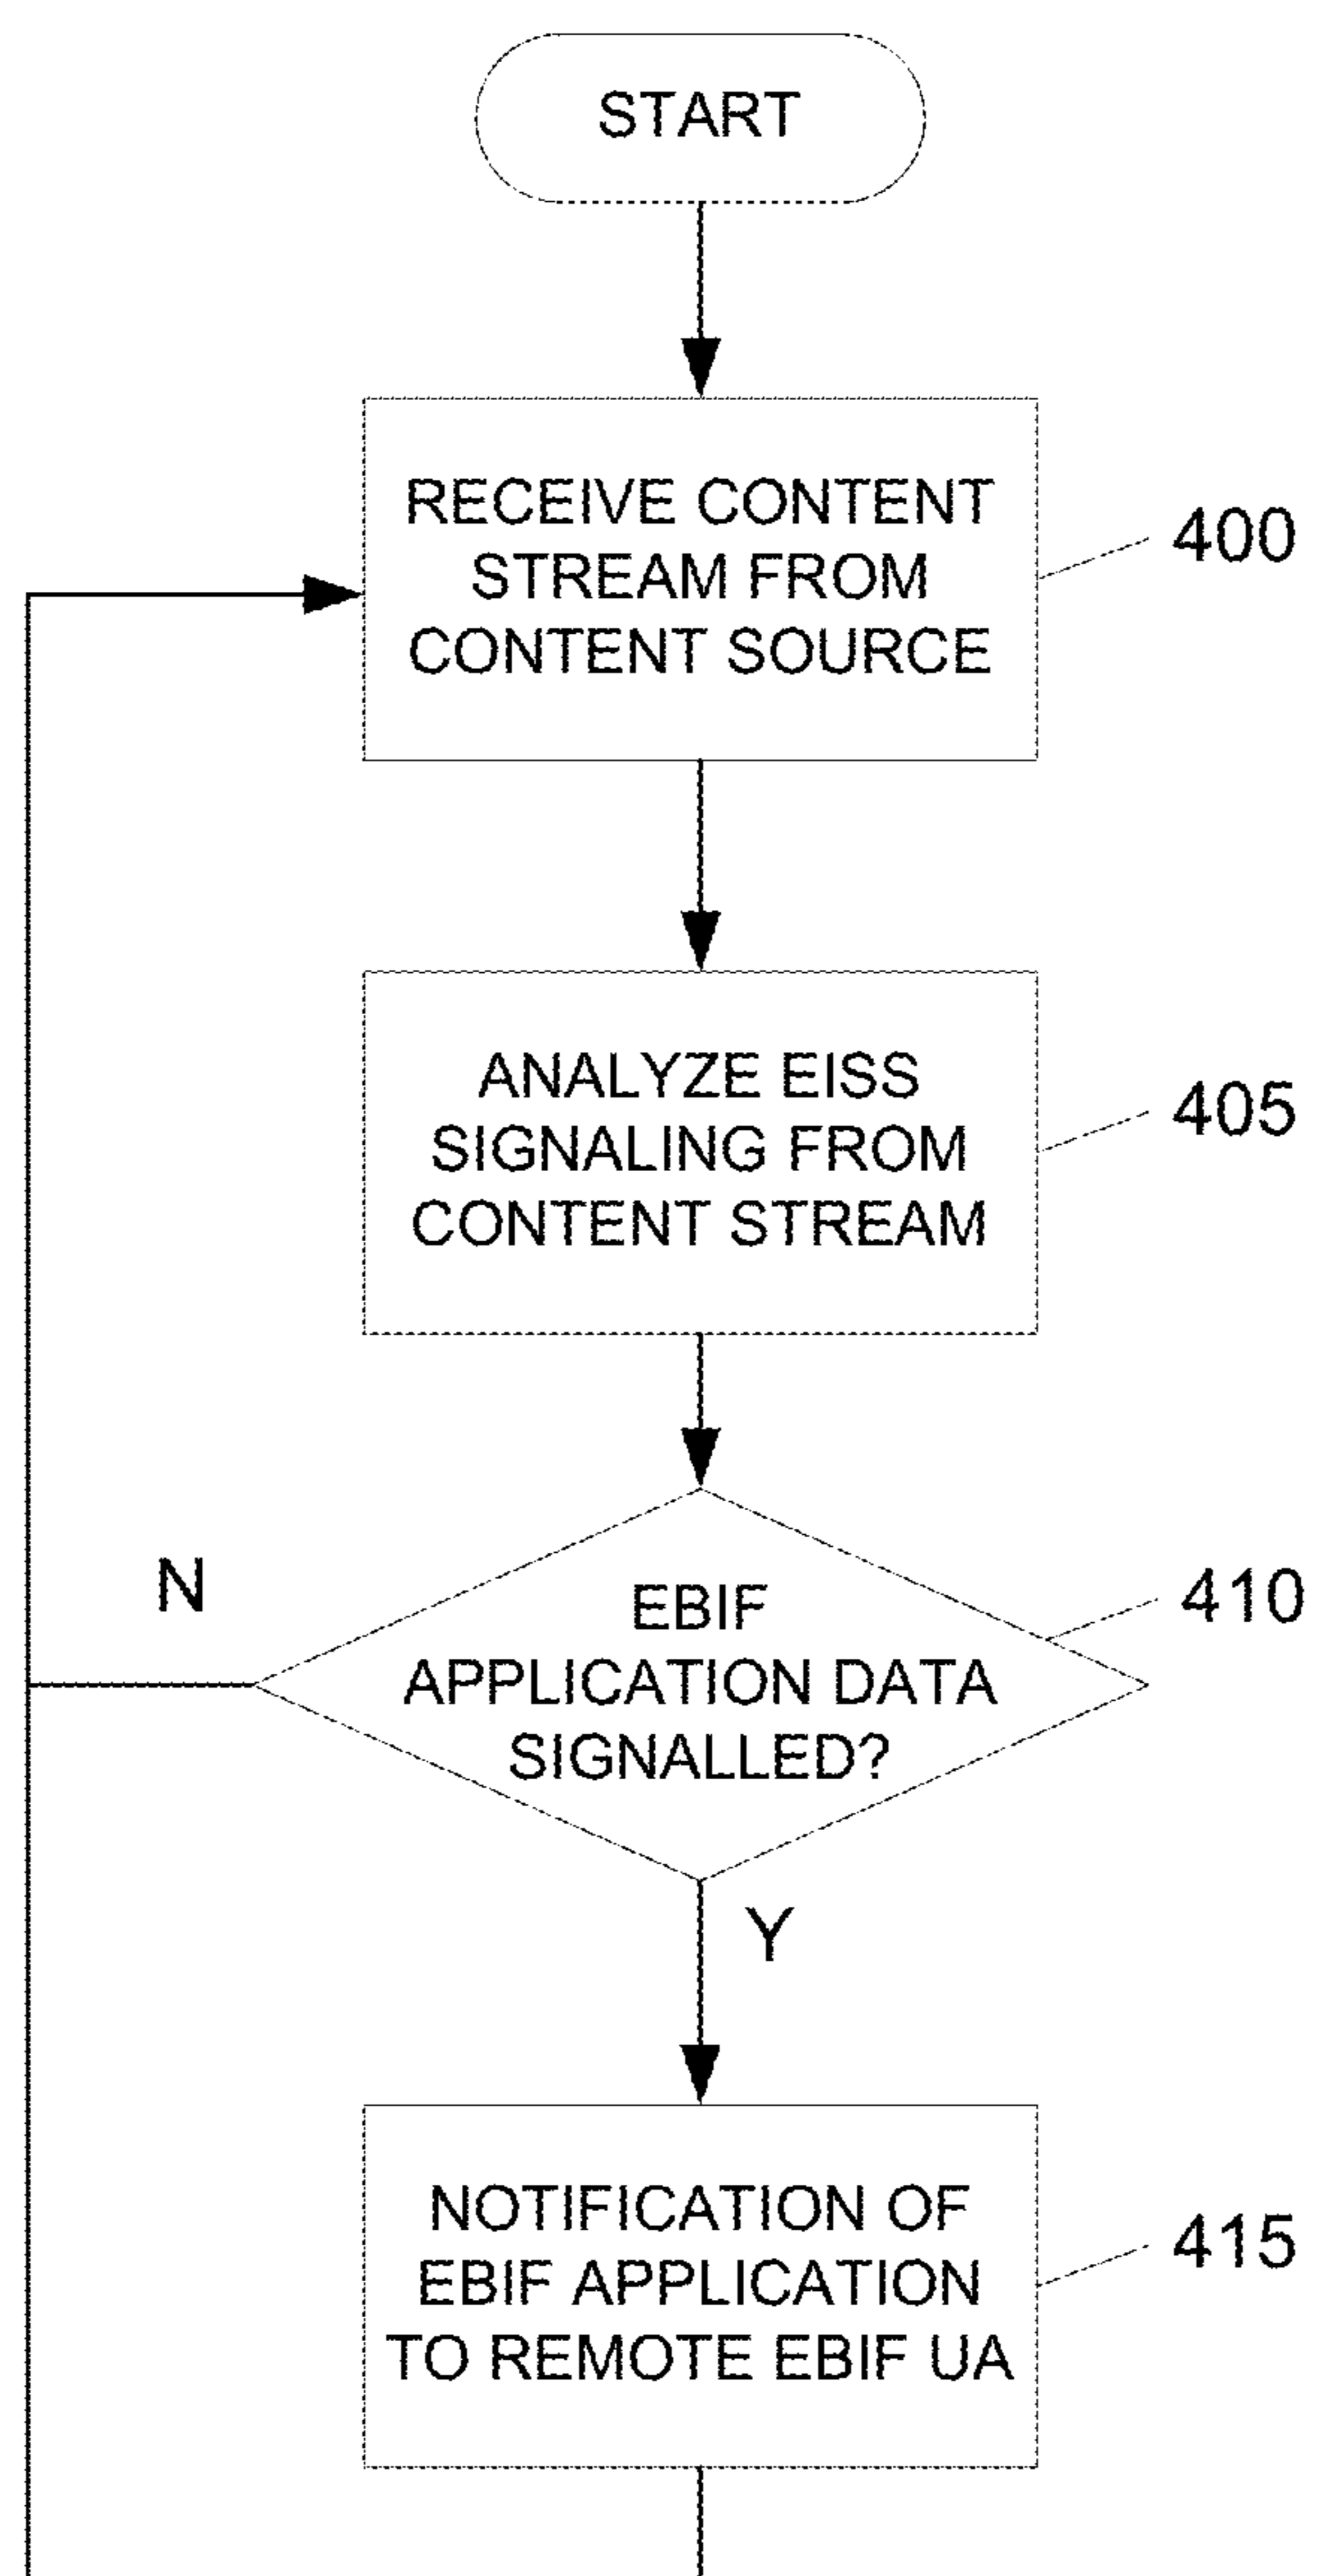 START
RECEIVE CONTENT
STREAM FROM
CONTENT SOURCE
400
ANALYZE EISS
SIGNALING FROM
CONTENT STREAM
405
N
EBIF
APPLICATION DATA
SIGNALLED?
410
Y
NOTIFICATION OF
EBIF APPLICATION
TO REMOTE EBIF UA
415